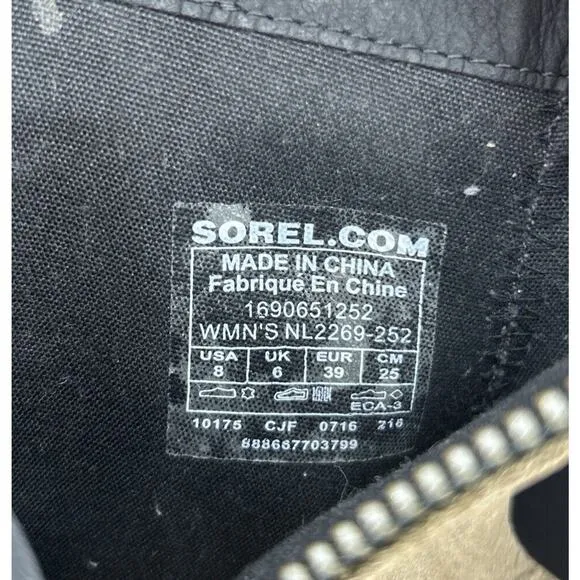 SOREL.COM
MADE IN CHINA
Fabrique En Chine
1690651252
WMN'S NL2269-252
USA UK EUR CM
8 6 39 25
ECA-3
10175 CJF 0716 216
888667703799